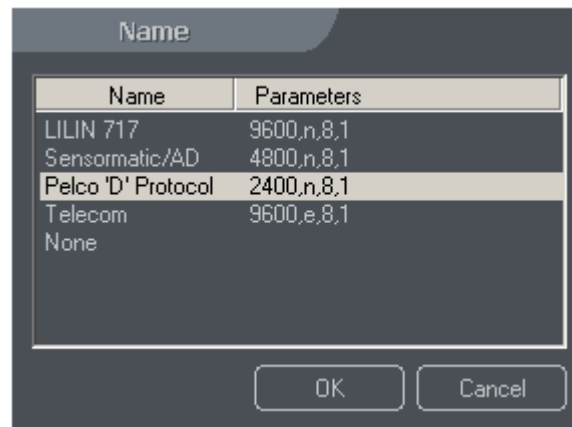 Name
Name Parameters
LILIN 717 9600,n,8,1
Sensormatic/AD 4800,n,8,1
Pelco 'D' Protocol 2400,n,8,1
Telecom 9600,e,8,1
None
OK Cancel